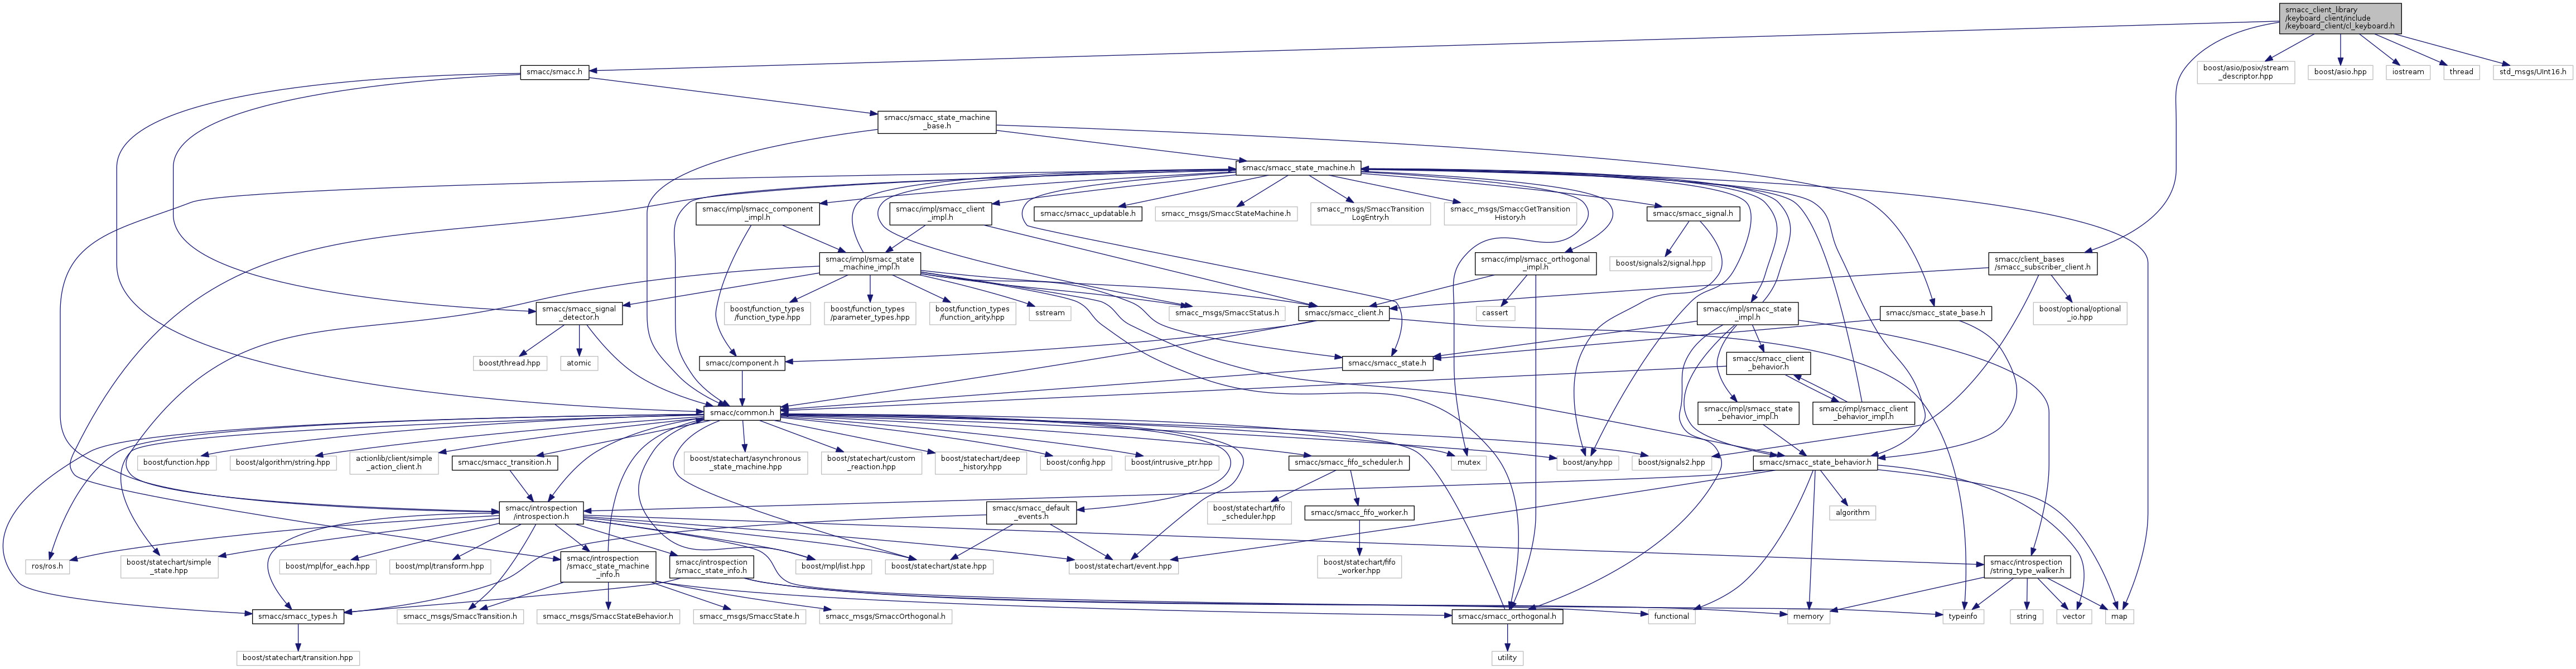 smacc_client_library
/keyboard_client/include
/keyboard_client/cl_keyboard.h
smacc/smacc.h
boost/asio/posix/stream
_descriptor.hpp
boost/asio.hpp
iostream
thread
std_msgs/UInt16.h
smacc/smacc_state_machine
_base.h
smacc/smacc_state_machine.h
smacc/impl/smacc_component
_impl.h
smacc/impl/smacc_client
_impl.h
smacc/smacc_updatable.h
smacc_msgs/SmaccStateMachine.h
smacc_msgs/SmaccTransition
LogEntry.h
smacc_msgs/SmaccGetTransition
History.h
smacc/smacc_signal.h
smacc/impl/smacc_state
_machine_impl.h
smacc/impl/smacc_orthogonal
_impl.h
boost/signals2/signal.hpp
smacc/client_bases
/smacc_subscriber_client.h
smacc/smacc_signal
_detector.h
boost/function_types
/function_type.hpp
boost/function_types
/parameter_types.hpp
boost/function_types
/function_arity.hpp
sstream
smacc_msgs/SmaccStatus.h
smacc/smacc_client.h
cassert
smacc/impl/smacc_state
_impl.h
smacc/smacc_state_base.h
boost/optional/optional
_io.hpp
boost/thread.hpp
atomic
smacc/component.h
smacc/smacc_state.h
smacc/smacc_client
_behavior.h
smacc/common.h
smacc/impl/smacc_state
_behavior_impl.h
smacc/impl/smacc_client
_behavior_impl.h
boost/function.hpp
boost/algorithm/string.hpp
actionlib/client/simple
_action_client.h
smacc/smacc_transition.h
boost/statechart/asynchronous
_state_machine.hpp
boost/statechart/custom
_reaction.hpp
boost/statechart/deep
_history.hpp
boost/config.hpp
boost/intrusive_ptr.hpp
smacc/smacc_fifo_scheduler.h
mutex
boost/any.hpp
boost/signals2.hpp
smacc/smacc_state_behavior.h
smacc/introspection
/introspection.h
smacc/smacc_default
_events.h
boost/statechart/fifo
_scheduler.hpp
smacc/smacc_fifo_worker.h
algorithm
ros/ros.h
boost/statechart/simple
_state.hpp
boost/mpl/for_each.hpp
boost/mpl/transform.hpp
smacc/introspection
/smacc_state_machine
_info.h
smacc/introspection
/smacc_state_info.h
boost/mpl/list.hpp
boost/statechart/state.hpp
boost/statechart/event.hpp
boost/statechart/fifo
_worker.hpp
smacc/introspection
/string_type_walker.h
smacc/smacc_types.h
smacc_msgs/SmaccTransition.h
smacc_msgs/SmaccStateBehavior.h
smacc_msgs/SmaccState.h
smacc_msgs/SmaccOrthogonal.h
smacc/smacc_orthogonal.h
functional
memory
typeinfo
string
vector
map
boost/statechart/transition.hpp
utility